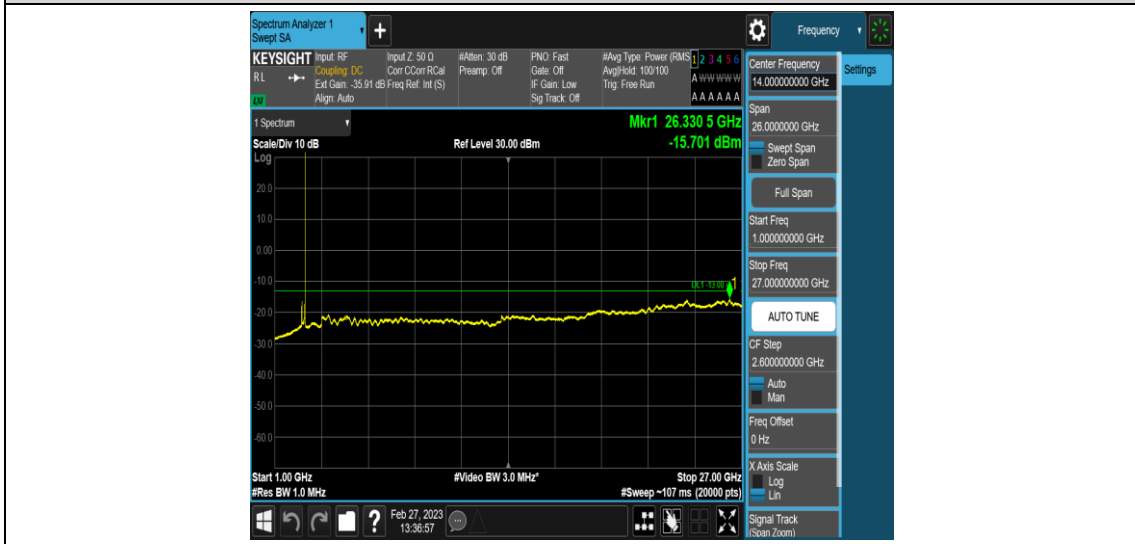 Spectrum Analyzer 1
Swept SA
+
Frequency
KEYSIGHT
RL
LXI
Input: RF
Coupling: DC
Ext Gain: -35.91 dB
Align: Auto
Input Z: 50 Ω
Corr CCorr RCal
Freq Ref: Int (S)
#Atten: 30 dB
Preamp: Off
PNO: Fast
Gate: Off
IF Gain: Low
Sig Track: Off
#Avg Type: Power (RMS
Avg|Hold: 100/100
Trig: Free Run
1 2 3 4 5 6
A W W W W W
A A A A A A
1 Spectrum
Mkr1 26.330 5 GHz
-15.701 dBm
Scale/Div 10 dB
Ref Level 30.00 dBm
Log
20.0
10.0
0.00
-10.0
-20.0
-30.0
-40.0
-50.0
-60.0
DL1 -13.00
1
Start 1.00 GHz
#Video BW 3.0 MHz*
Stop 27.00 GHz
#Res BW 1.0 MHz
#Sweep ~107 ms (20000 pts)
?
Feb 27, 2023
13:36:57
Center Frequency
14.000000000 GHz
Settings
Span
26.0000000 GHz
Swept Span
Zero Span
Full Span
Start Freq
1.000000000 GHz
Stop Freq
27.000000000 GHz
AUTO TUNE
CF Step
2.600000000 GHz
Auto
Man
Freq Offset
0 Hz
X Axis Scale
Log
Lin
Signal Track
(Span Zoom)